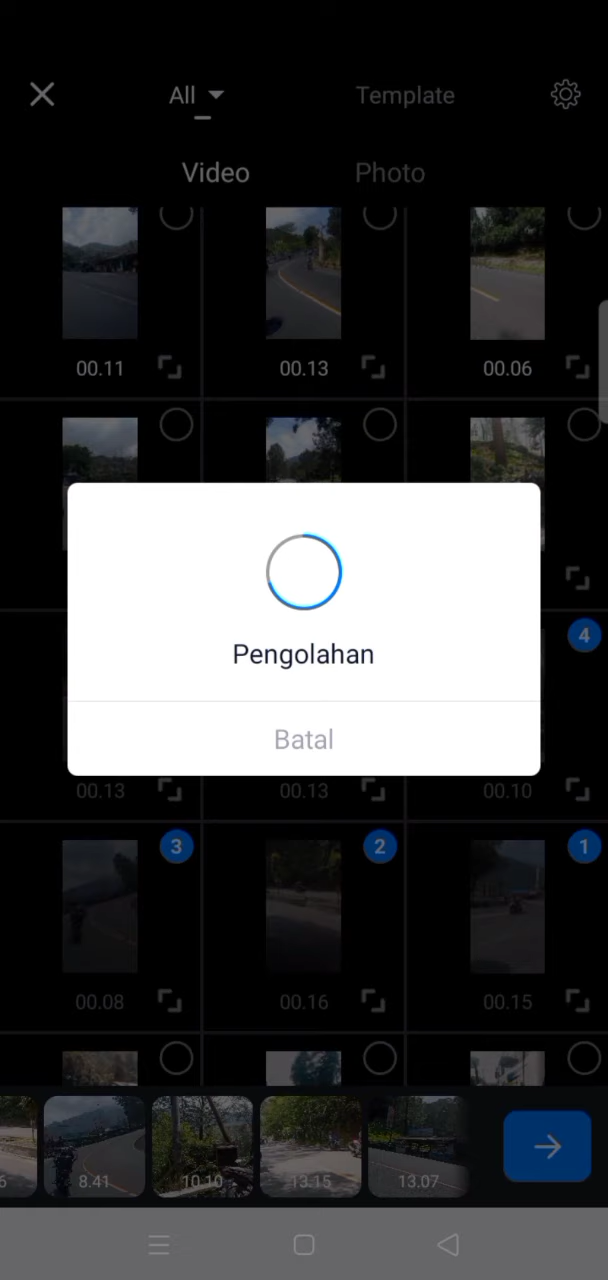 All Template
Video Photo
00.11 00.13 00.06
4
Pengolahan
Batal
00.13 00.13 00.10
3 2 1
00.08 00.16 00.15
6 8.41 10.10 13.15 13.07